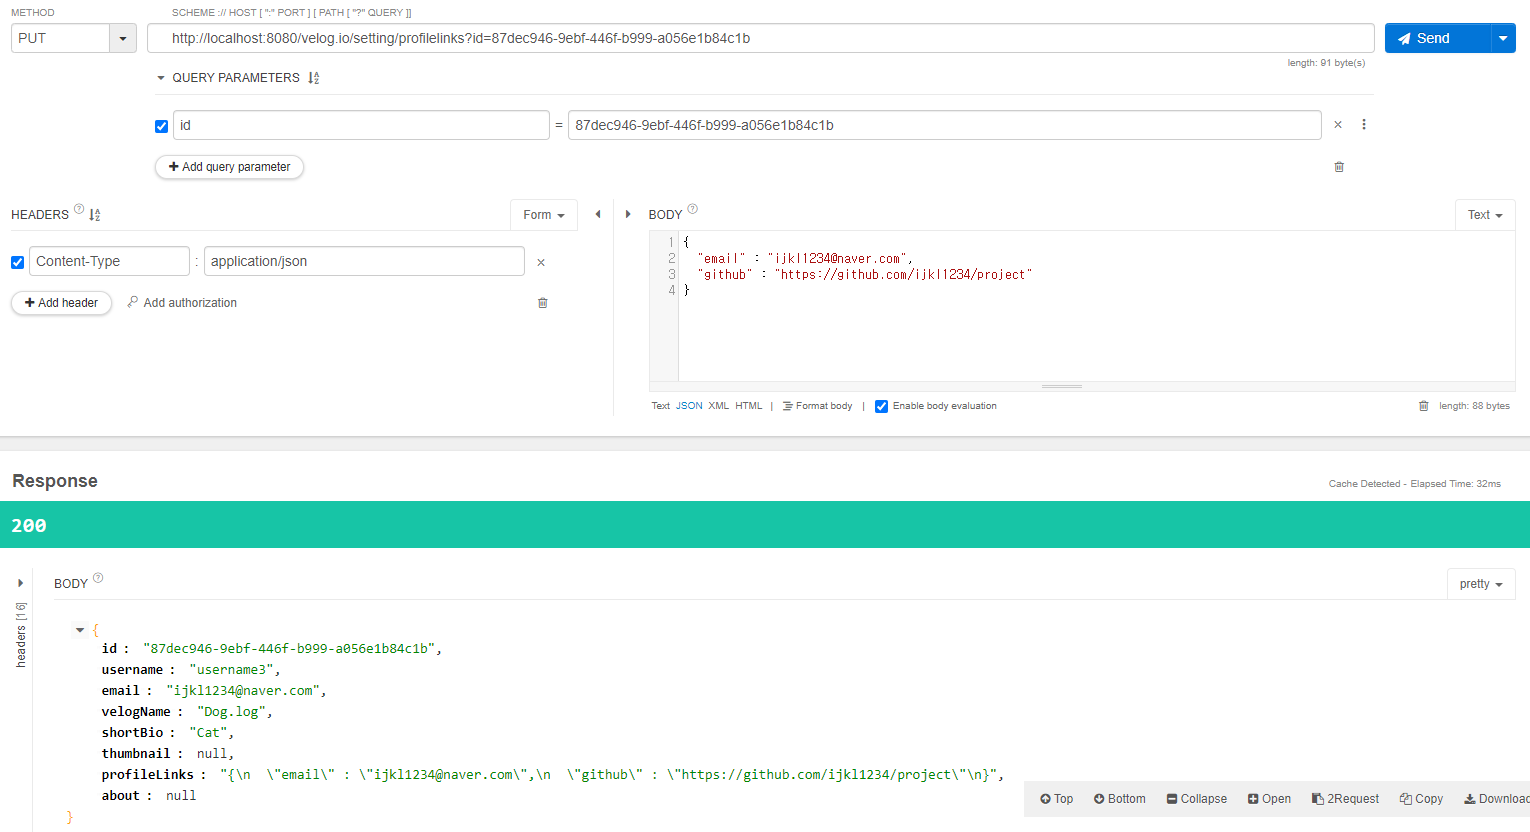 METHOD
SCHEME :// HOST [ ":" PORT ] [ PATH [ "?" QUERY ]]
PUT
http://localhost:8080/velog.io/setting/profilelinks?id=87dec946-9ebf-446f-b999-a056e1b84c1b
Send
length: 91 byte(s)
QUERY PARAMETERS
id = 87dec946-9ebf-446f-b999-a056e1b84c1b
Add query parameter
HEADERS
Form
Content-Type : application/json
Add header
Add authorization
BODY
Text
1 {
2 "email" : "ijkl1234@naver.com",
3 "github" : "https://github.com/ijkl1234/project"
4 }
Text JSON XML HTML | Format body | Enable body evaluation
length: 88 bytes
Response
Cache Detected - Elapsed Time: 32ms
200
headers [16]
BODY
pretty
{
id : "87dec946-9ebf-446f-b999-a056e1b84c1b",
username : "username3",
email : "ijkl1234@naver.com",
velogName : "Dog.log",
shortBio : "Cat",
thumbnail : null,
profileLinks : "{\n  \"email\" : \"ijkl1234@naver.com\",\n  \"github\" : \"https://github.com/ijkl1234/project\"\n}",
about : null
}
Top Bottom Collapse Open 2Request Copy Download